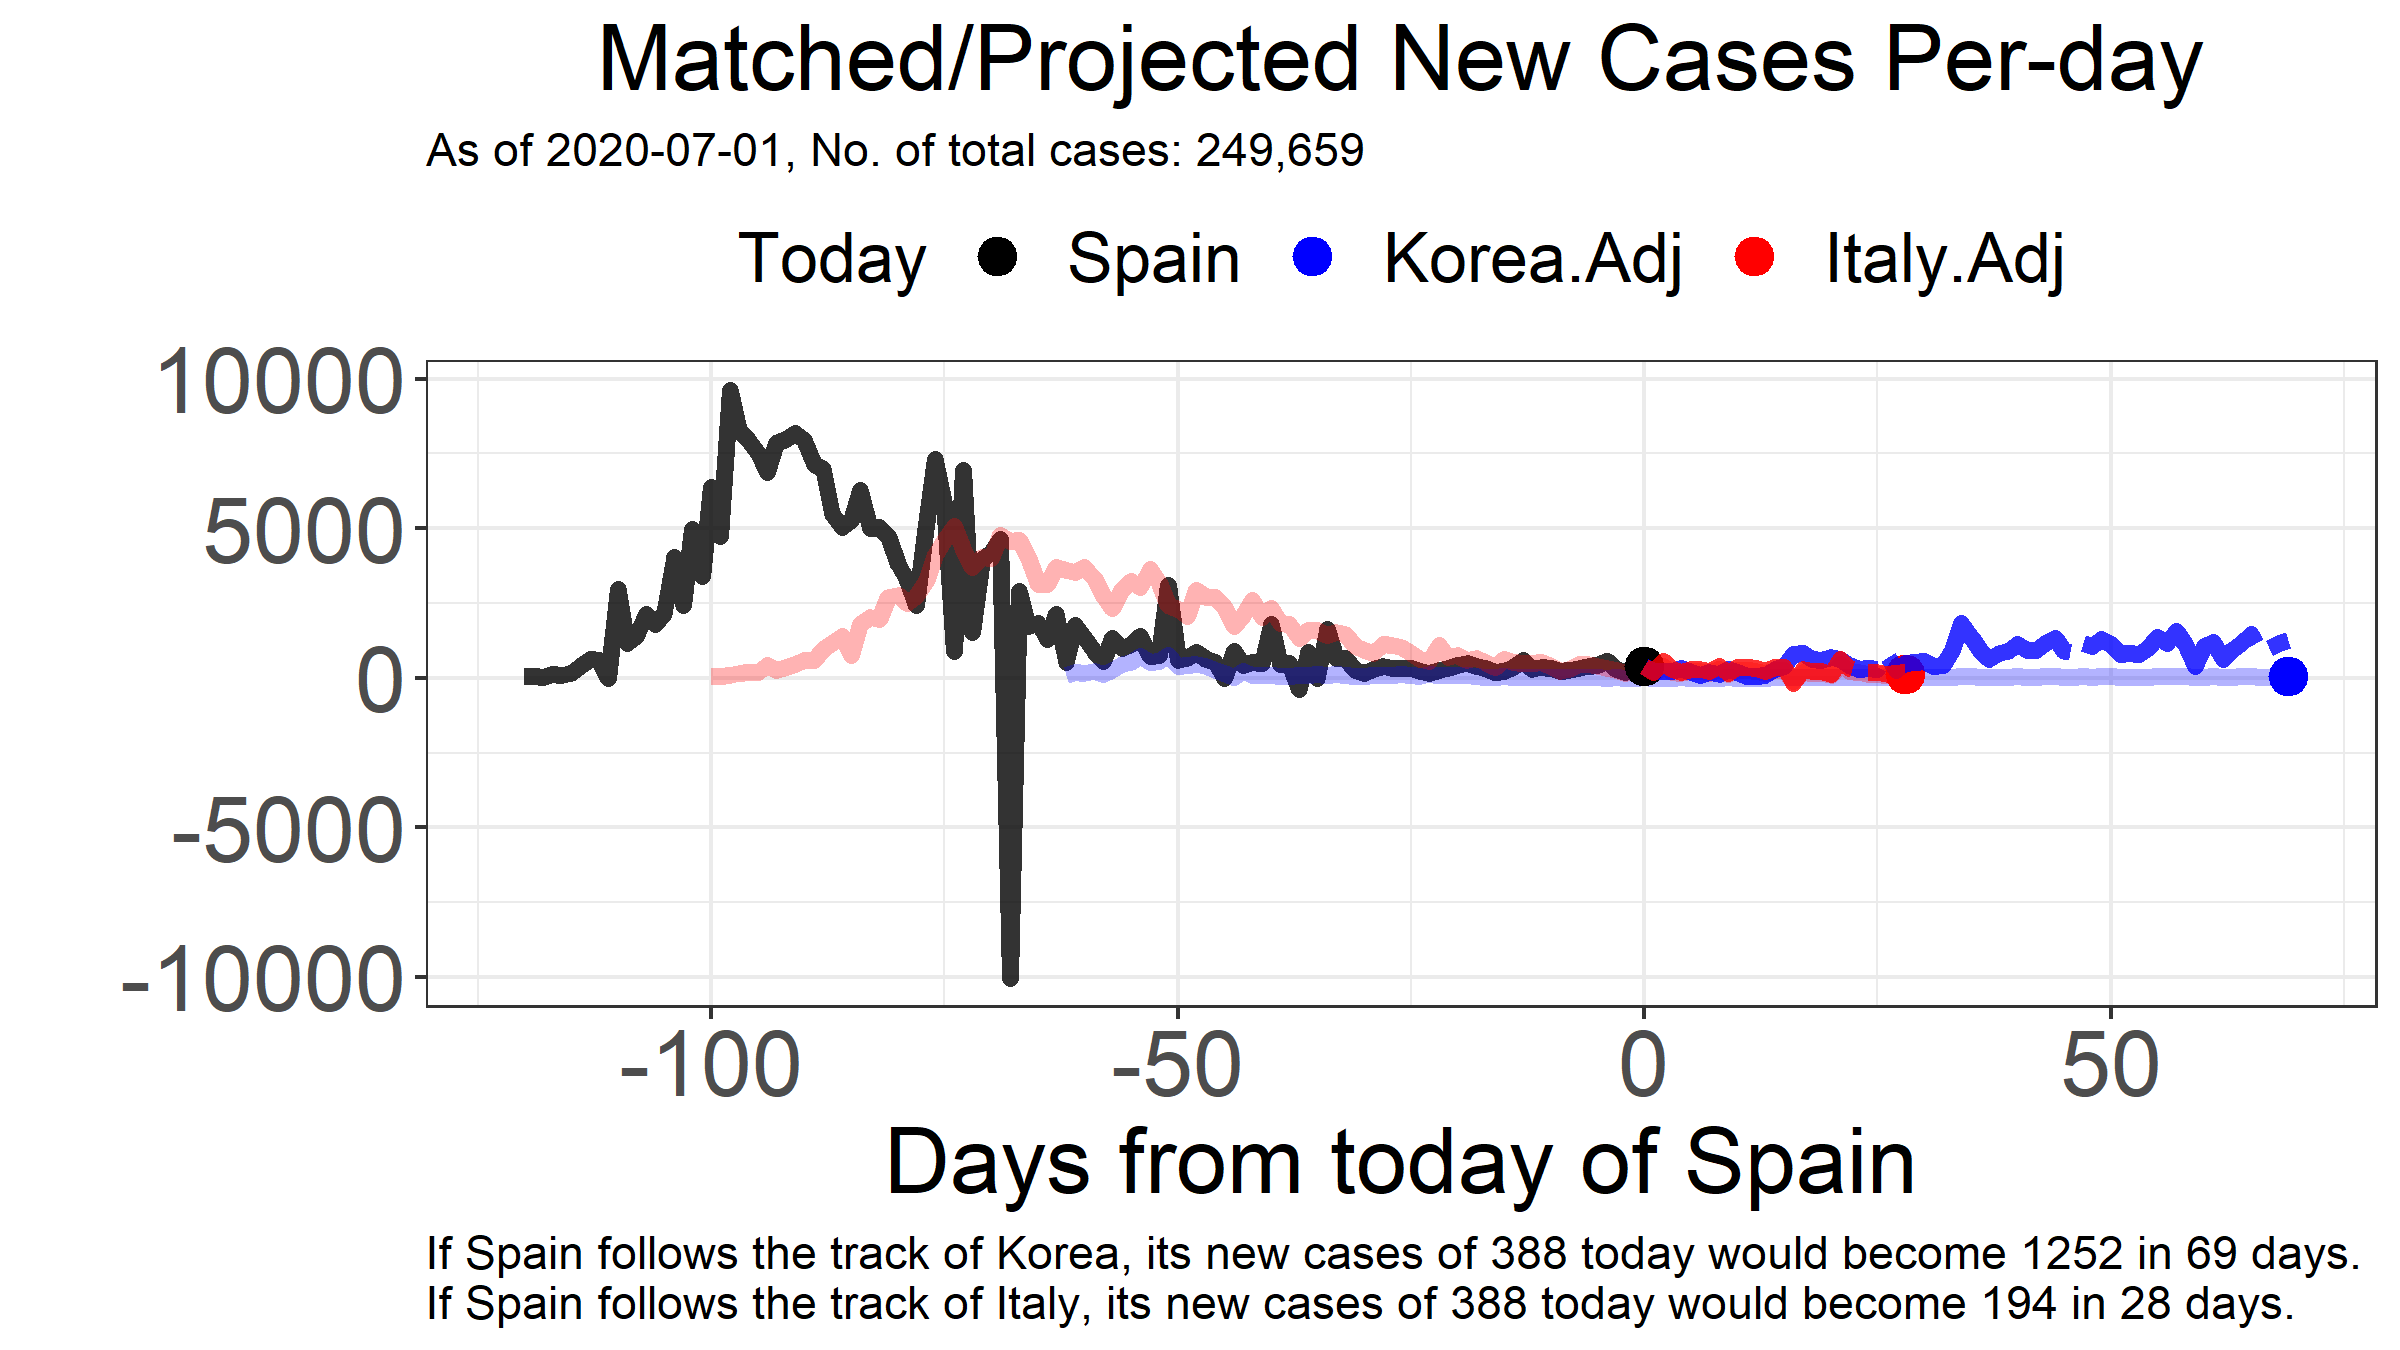 Matched/Projected New Cases Per-day
As of 2020-07-01, No. of total cases: 249,659
Today Spain Korea.Adj Italy.Adj
10000
5000
0
-5000
-10000
-100 -50 0 50
Days from today of Spain
If Spain follows the track of Korea, its new cases of 388 today would become 1252 in 69 days.
If Spain follows the track of Italy, its new cases of 388 today would become 194 in 28 days.